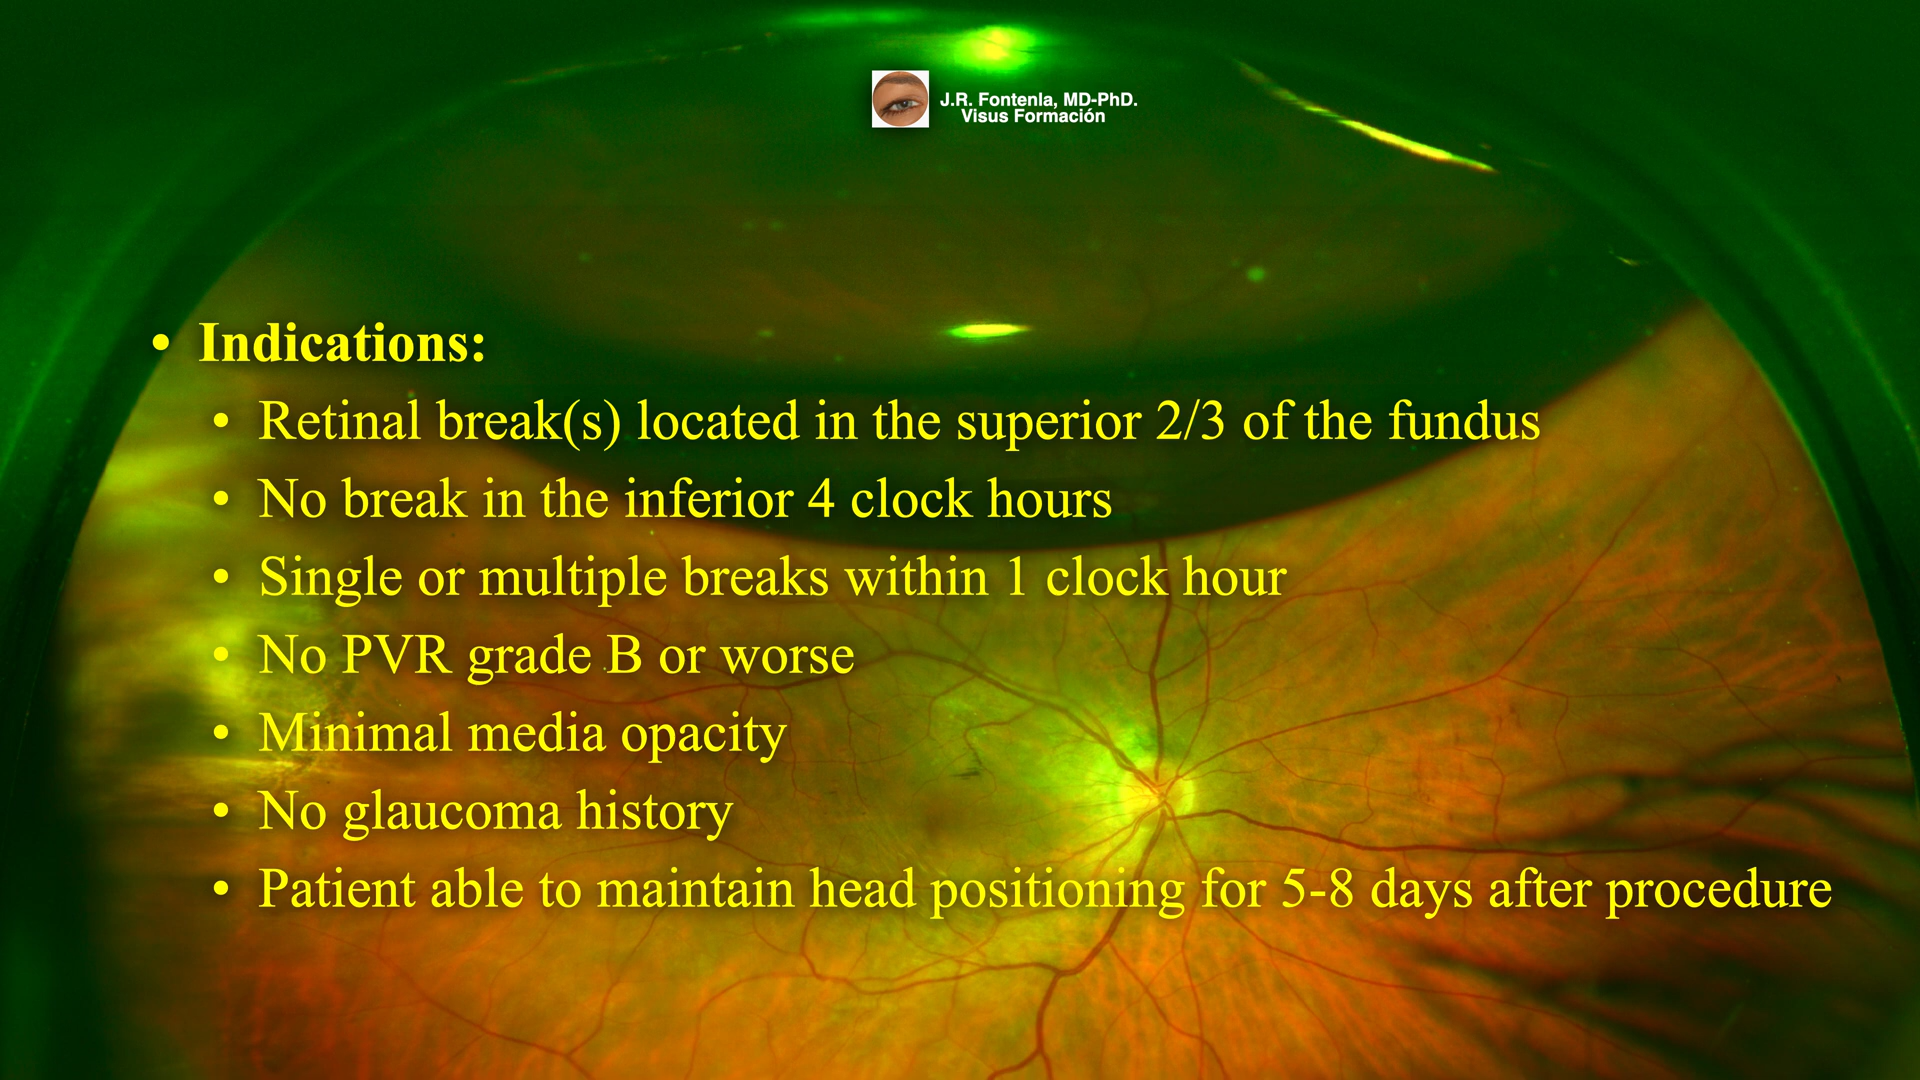 J.R. Fontenla, MD-PhD.
Visus Formación
• Indications:
• Retinal break(s) located in the superior 2/3 of the fundus
• No break in the inferior 4 clock hours
• Single or multiple breaks within 1 clock hour
• No PVR grade B or worse
• Minimal media opacity
• No glaucoma history
• Patient able to maintain head positioning for 5-8 days after procedure